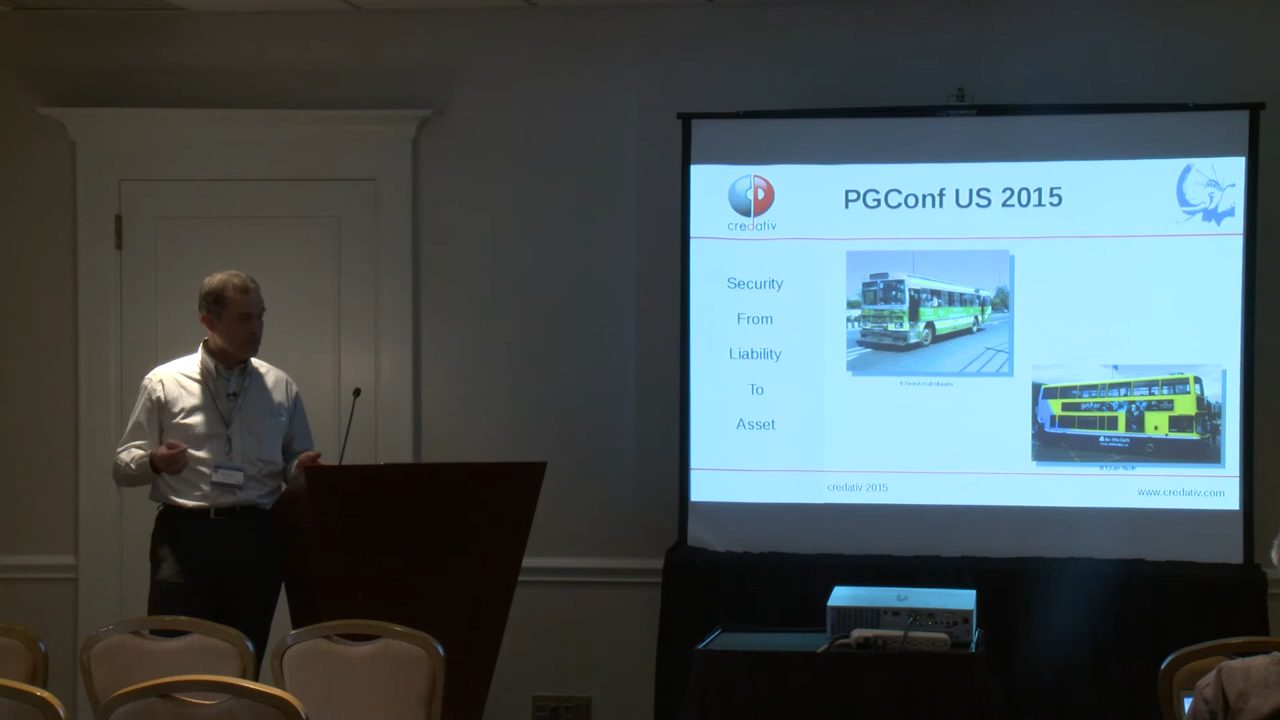 PGConf US 2015
credativ
Security
From
Liability
To
Asset
credativ 2015
www.credativ.com